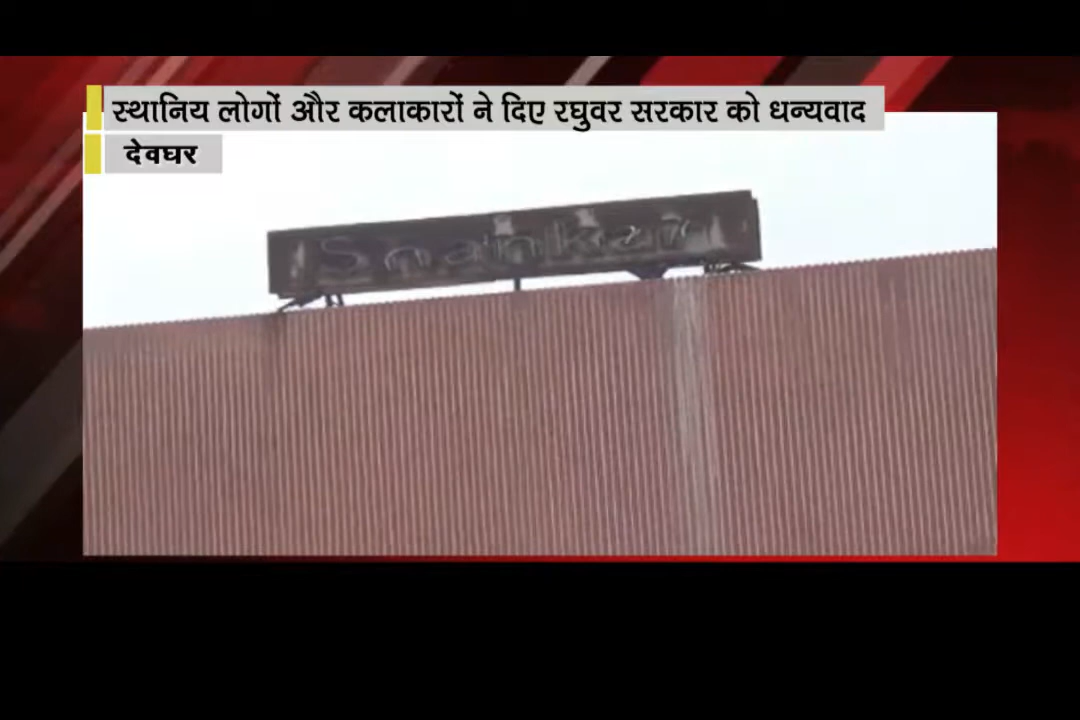 स्थानिय लोगों और कलाकारों ने दिए रघुवर सरकार को धन्यवाद
देवघर
Shankar